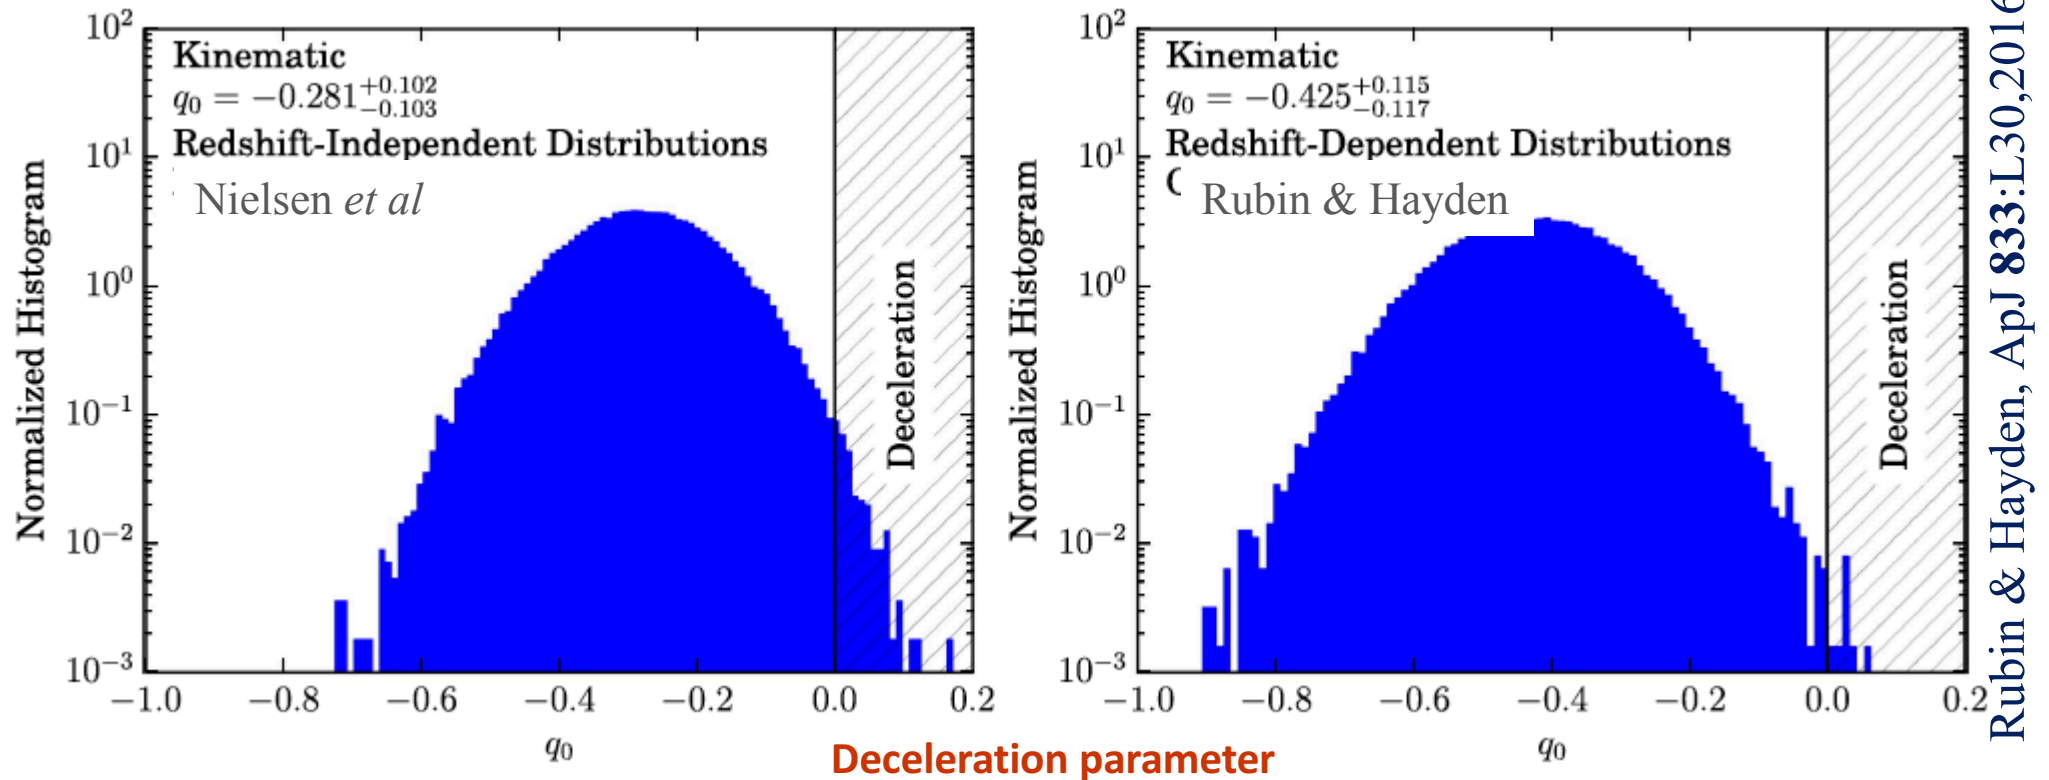 Kinematic
q₀ = −0.281 +0.102 −0.103
Redshift-Independent Distributions
Nielsen et al
Deceleration
Normalized Histogram
10²
10¹
10⁰
10⁻¹
10⁻²
10⁻³
−1.0 −0.8 −0.6 −0.4 −0.2 0.0 0.2
q₀
Kinematic
q₀ = −0.425 +0.115 −0.117
Redshift-Dependent Distributions
Rubin & Hayden
Deceleration
Normalized Histogram
10²
10¹
10⁰
10⁻¹
10⁻²
10⁻³
−1.0 −0.8 −0.6 −0.4 −0.2 0.0 0.2
q₀
Deceleration parameter
Rubin & Hayden, ApJ 833:L30,2016